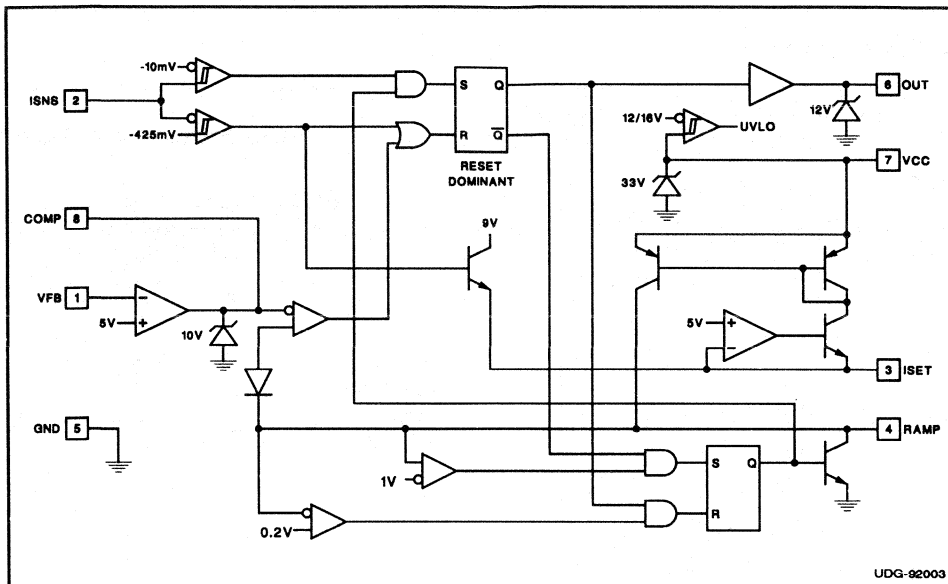 -10mV
ISNS 2
-425mV
S Q
R Q
RESET
DOMINANT
6 OUT
12V
12/16V
UVLO
7 VCC
33V
COMP 8
9V
VFB 1
5V
-
+
10V
5V
+
-
3 ISET
GND 5
4 RAMP
1V
S Q
R
0.2V
UDG-92003